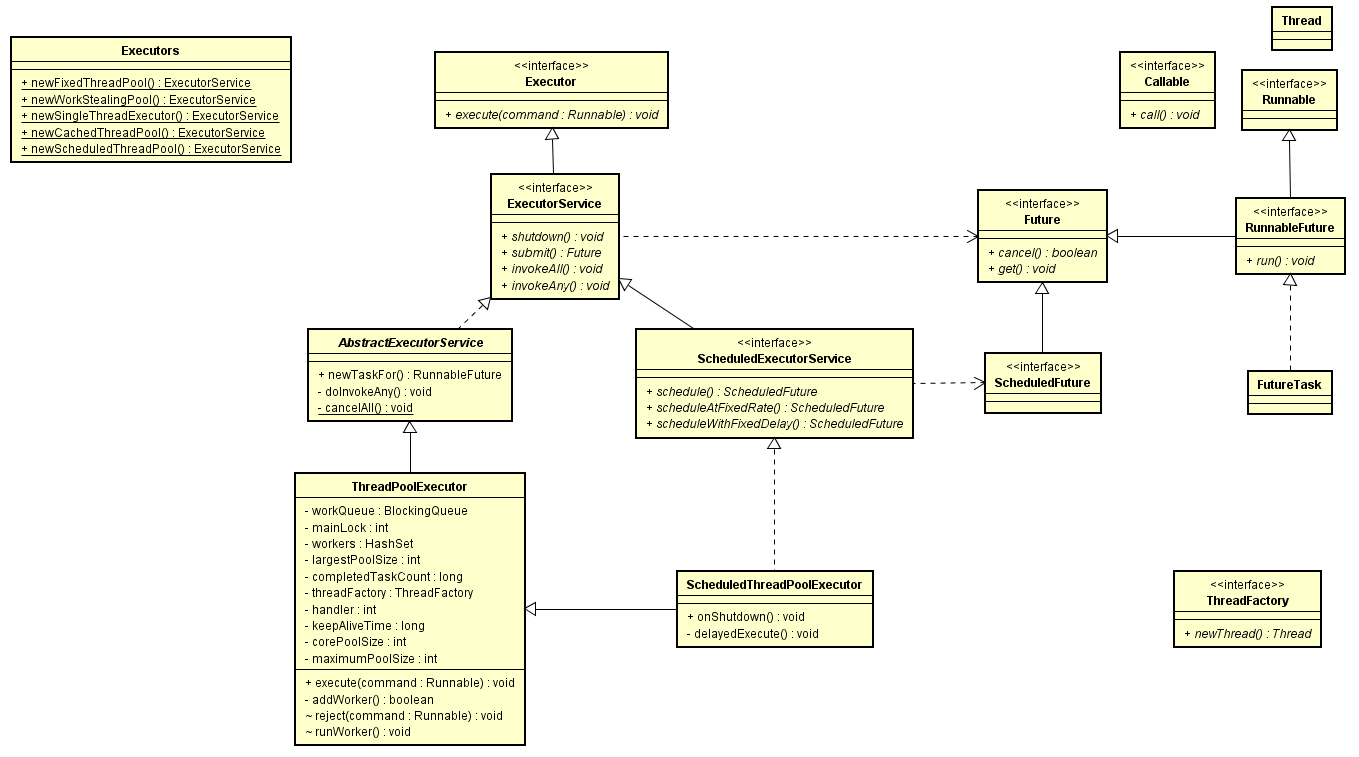 Executors
+ newFixedThreadPool() : ExecutorService
+ newWorkStealingPool() : ExecutorService
+ newSingleThreadExecutor() : ExecutorService
+ newCachedThreadPool() : ExecutorService
+ newScheduledThreadPool() : ExecutorService
<<interface>>
Executor
+ execute(command : Runnable) : void
<<interface>>
Callable
+ call() : void
Thread
<<interface>>
Runnable
<<interface>>
ExecutorService
+ shutdown() : void
+ submit() : Future
+ invokeAll() : void
+ invokeAny() : void
<<interface>>
Future
+ cancel() : boolean
+ get() : void
<<interface>>
RunnableFuture
+ run() : void
AbstractExecutorService
+ newTaskFor() : RunnableFuture
- doInvokeAny() : void
- cancelAll() : void
<<interface>>
ScheduledExecutorService
+ schedule() : ScheduledFuture
+ scheduleAtFixedRate() : ScheduledFuture
+ scheduleWithFixedDelay() : ScheduledFuture
<<interface>>
ScheduledFuture
FutureTask
ThreadPoolExecutor
- workQueue : BlockingQueue
- mainLock : int
- workers : HashSet
- largestPoolSize : int
- completedTaskCount : long
- threadFactory : ThreadFactory
- handler : int
- keepAliveTime : long
- corePoolSize : int
- maximumPoolSize : int
+ execute(command : Runnable) : void
- addWorker() : boolean
~ reject(command : Runnable) : void
~ runWorker() : void
ScheduledThreadPoolExecutor
+ onShutdown() : void
- delayedExecute() : void
<<interface>>
ThreadFactory
+ newThread() : Thread